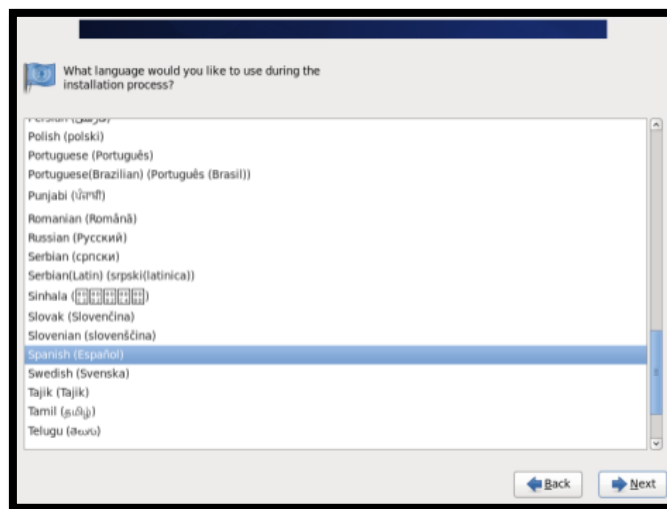 What language would you like to use during the
installation process?
Polish (polski)
Portuguese (Português)
Portuguese(Brazilian) (Português (Brasil))
Punjabi (ਪੰਜਾਬੀ)
Romanian (Română)
Russian (Русский)
Serbian (српски)
Serbian(Latin) (srpski(latinica))
Sinhala
Slovak (Slovenčina)
Slovenian (slovenščina)
Spanish (Español)
Swedish (Svenska)
Tajik (Tajik)
Tamil (தமிழ்)
Telugu (తెలుగు)
Back
Next